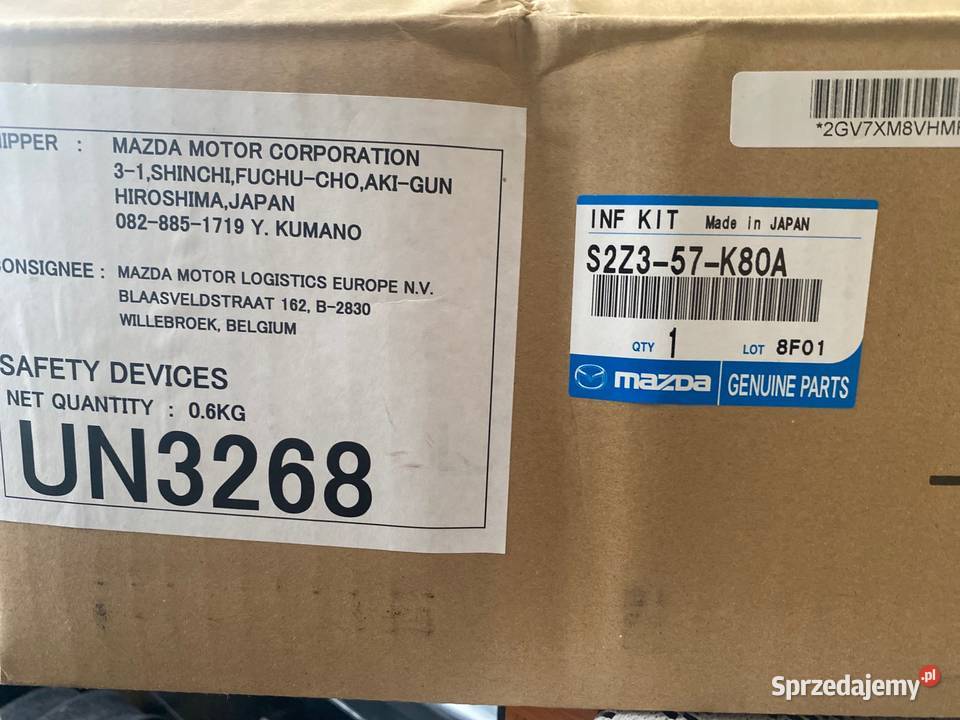 : MAZDA MOTOR CORPORATION
3-1,SHINCHI,FUCHU-CHO,AKI-GUN
HIROSHIMA,JAPAN
082-885-1719 Y. KUMANO
: MAZDA MOTOR LOGISTICS EUROPE N.V.
BLAASVELDSTRAAT 162, B-2830
WILLEBROEK, BELGIUM
SAFETY DEVICES
NET QUANTITY : 0.6KG
UN3268
*2GV7XM8VHM
INF KIT Made in JAPAN
S2Z3-57-K80A
QTY 1 LOT 8F01
mazda GENUINE PARTS
Sprzedajemy.pl